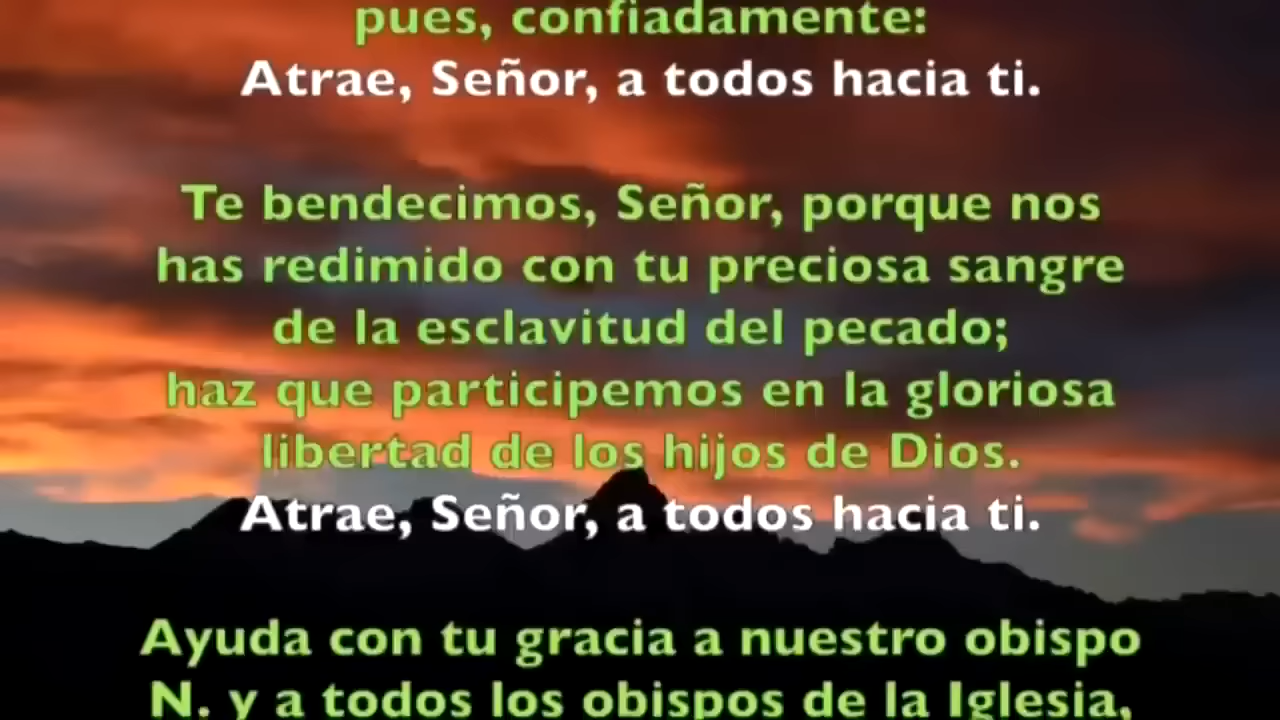 pues, confiadamente:
Atrae, Señor, a todos hacia ti.
Te bendecimos, Señor, porque nos
has redimido con tu preciosa sangre
de la esclavitud del pecado;
haz que participemos en la gloriosa
libertad de los hijos de Dios.
Atrae, Señor, a todos hacia ti.
Ayuda con tu gracia a nuestro obispo
N. y a todos los obispos de la Iglesia,